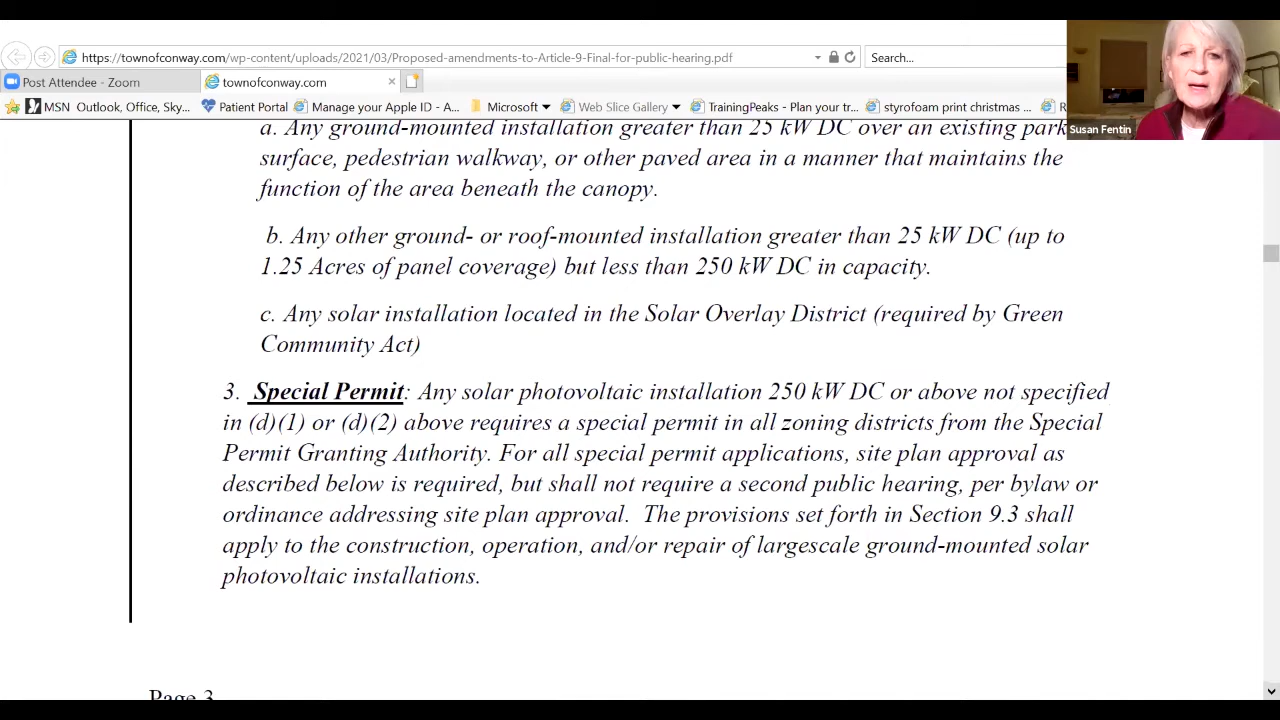 https://townofconway.com/wp-content/uploads/2021/03/Proposed-amendments-to-Article-9-Final-for-public-hearing.pdf
Search...
Post Attendee - Zoom
townofconway.com
MSN
Outlook, Office, Sky...
Patient Portal
Manage your Apple ID - A...
Microsoft
Web Slice Gallery
TrainingPeaks - Plan your tr...
styrofoam print christmas ...
Susan Fentin
a. Any ground-mounted installation greater than 25 kW DC over an existing park
surface, pedestrian walkway, or other paved area in a manner that maintains the
function of the area beneath the canopy.
b. Any other ground- or roof-mounted installation greater than 25 kW DC (up to
1.25 Acres of panel coverage) but less than 250 kW DC in capacity.
c. Any solar installation located in the Solar Overlay District (required by Green
Community Act)
3. Special Permit: Any solar photovoltaic installation 250 kW DC or above not specified
in (d)(1) or (d)(2) above requires a special permit in all zoning districts from the Special
Permit Granting Authority. For all special permit applications, site plan approval as
described below is required, but shall not require a second public hearing, per bylaw or
ordinance addressing site plan approval. The provisions set forth in Section 9.3 shall
apply to the construction, operation, and/or repair of largescale ground-mounted solar
photovoltaic installations.
Page 3